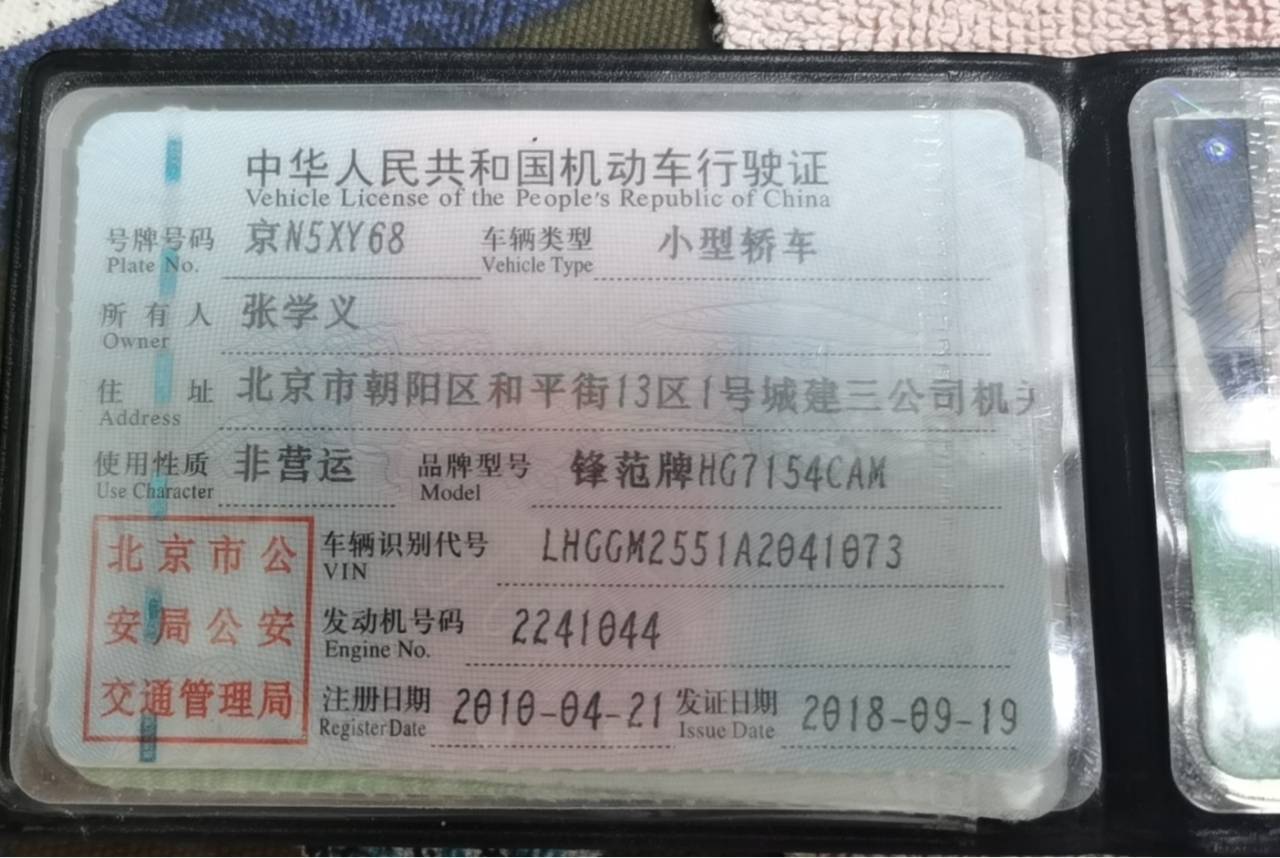 中华人民共和国机动车行驶证
Vehicle License of the People's Republic of China
号牌号码 京N5XY68 车辆类型 小型轿车
Plate No. Vehicle Type
所有人 张学义
Owner
住址 北京市朝阳区和平街13区1号城建三公司机关
Address
使用性质 非营运 品牌型号 锋范牌HG7154CAM
Use Character Model
北京市公
安局公安
交通管理局
车辆识别代号 LHGGM2551A2041073
VIN
发动机号码 2241044
Engine No.
注册日期 2010-04-21 发证日期 2018-09-19
Register Date Issue Date